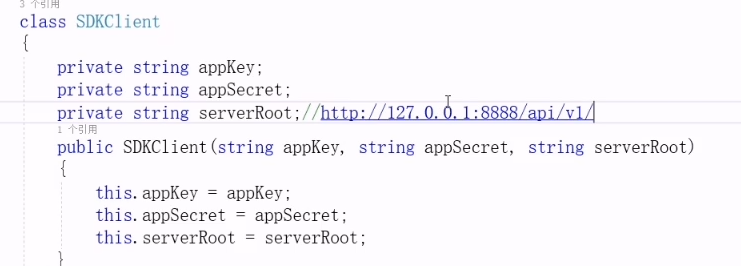 3 个引用
class SDKClient
{
private string appKey;
private string appSecret;
private string serverRoot;//http://127.0.0.1:8888/api/v1/
1 个引用
public SDKClient(string appKey, string appSecret, string serverRoot)
{
this.appKey = appKey;
this.appSecret = appSecret;
this.serverRoot = serverRoot;
}